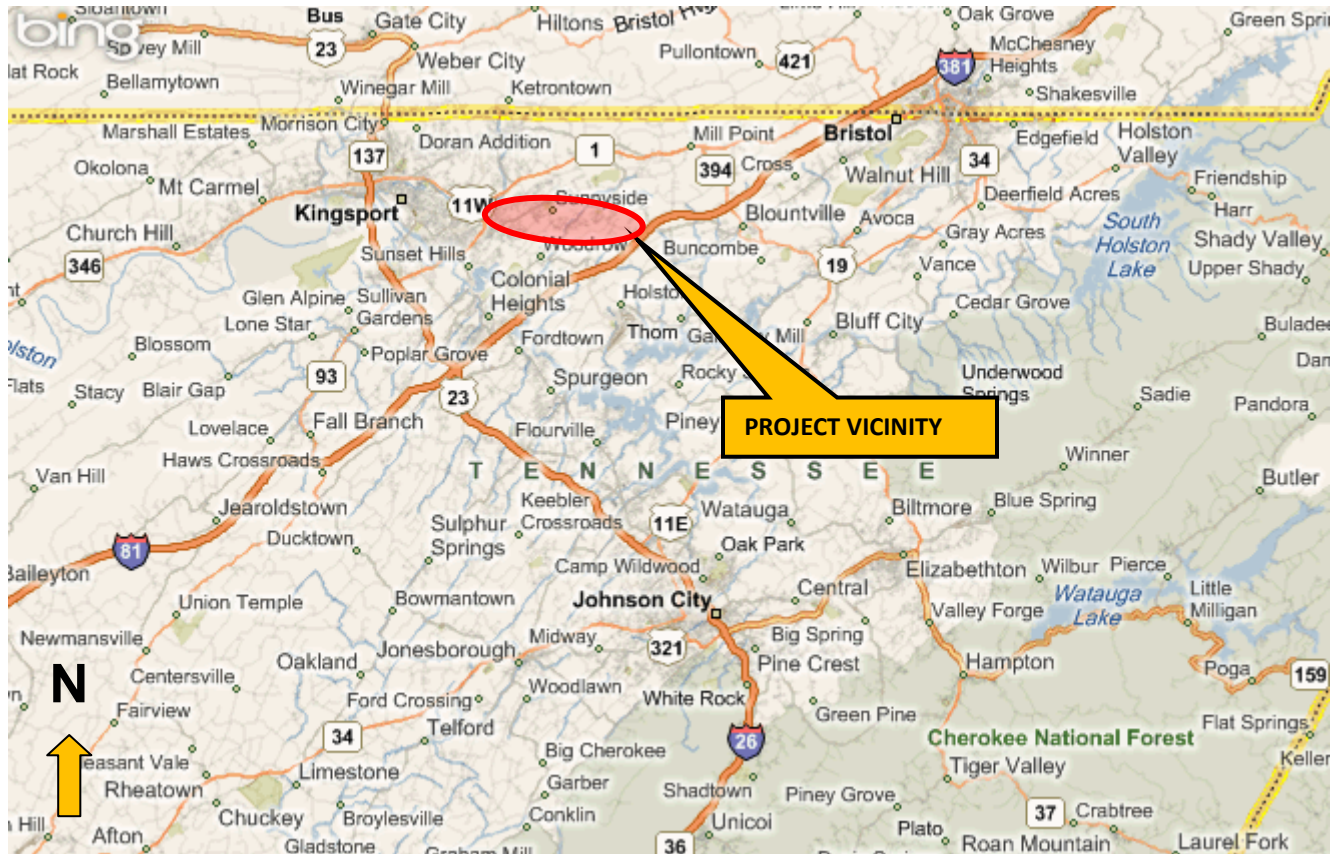 bing
Bus
23
Gate City
Hiltons
Bristol Hwy
Oak Grove
Green Spri
Weber City
Pullontown
421
381
McChesney
Heights
lat Rock
Bellamytown
Winegar Mill
Ketrontown
Shakesville
Marshall Estates
Morrison City
Doran Addition
1
Mill Point
Bristol
Edgefield
Holston
Valley
Okolona
137
394
Cross
Walnut Hill
34
Mt Carmel
Friendship
Kingsport
11W
Sunnyside
Deerfield Acres
Blountville
Avoca
Harr
Church Hill
Woodrow
Buncombe
Gray Acres
South
Holston
Lake
Shady Valley
346
Sunset Hills
19
Vance
Upper Shady
Colonial
Heights
Glen Alpine
Sullivan
Gardens
Cedar Grove
Lone Star
Thom
Bluff City
Blossom
Fordtown
Mill
Poplar Grove
olston
Flats
Stacy
Blair Gap
93
23
Spurgeon
Rocky
Underwood
Springs
Sadie
Pandora
Lovelace
Fall Branch
Flourville
Piney
PROJECT VICINITY
Haws Crossroads
Winner
Van Hill
TENNESSEE
Butler
Jearoldstown
Keebler
Crossroads
11E
Watauga
Biltmore
Blue Spring
Sulphur
Springs
81
Ducktown
Oak Park
Baileyton
Camp Wildwood
Elizabethton
Wilbur
Pierce
Union Temple
Bowmantown
Johnson City
Central
Valley Forge
Watauga
Lake
Little
Milligan
Newmansville
Midway
321
Big Spring
Jonesborough
Pine Crest
Hampton
Oakland
Centersville
Poga
159
N
Ford Crossing
Woodlawn
White Rock
Fairview
Green Pine
Flat Springs
34
Telford
26
Cherokee National Forest
Big Cherokee
easant Vale
Limestone
Tiger Valley
Keller
Rheatown
Garber
Shadtown
Piney Grove
Chuckey
Broylesville
Conklin
Unicoi
37
Crabtree
Hill
Afton
Gladstone
36
Plato
Roan Mountain
Laurel Fork